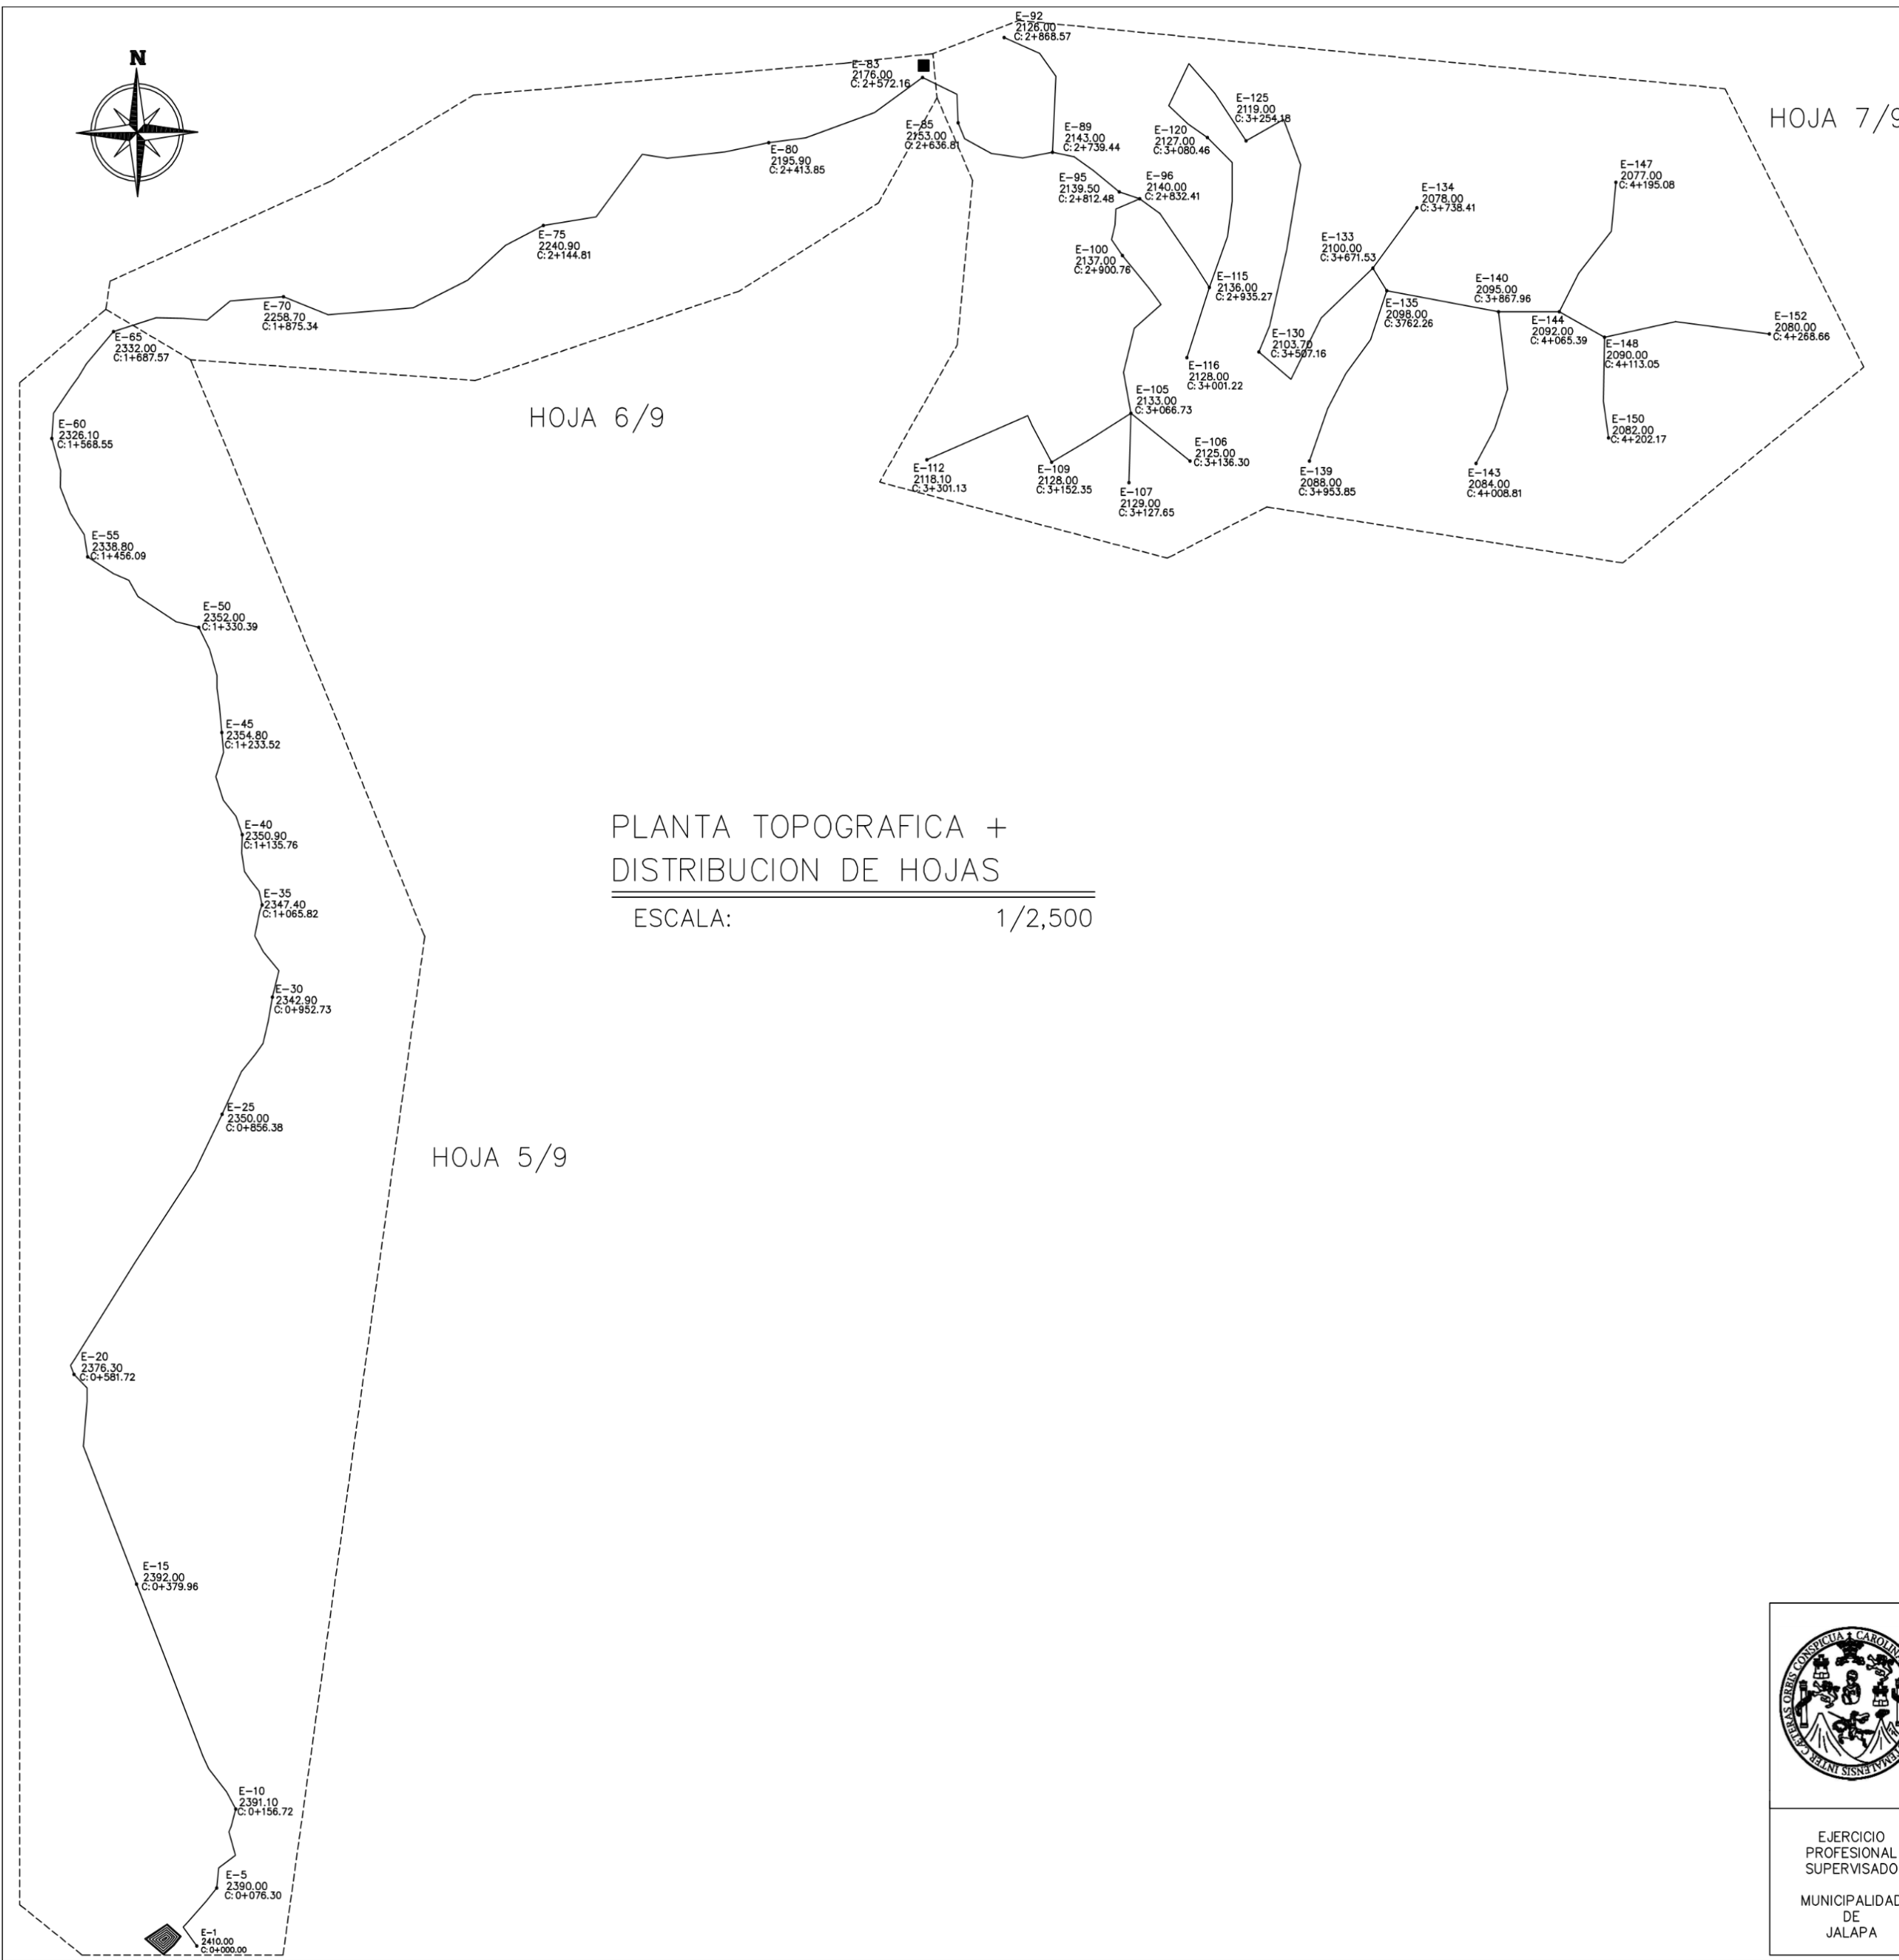 E-92
2126.00
C: 2+868.57
N
E-83
2176.00
C: 2+572.16
HOJA 7/9
E-125
2119.00
C: 3+254.18
E-85
2153.00
C: 2+636.81
E-89
2143.00
C: 2+739.44
E-120
2127.00
C: 3+080.46
E-80
2195.90
C: 2+413.85
E-147
2077.00
C: 4+195.08
E-95
2139.50
C: 2+812.48
E-96
2140.00
C: 2+832.41
E-134
2078.00
C: 3+738.41
E-75
2240.90
C: 2+144.81
E-100
2137.00
C: 2+900.76
E-133
2100.00
C: 3+671.53
E-115
2136.00
C: 2+935.27
E-140
2095.00
C: 3+867.96
E-70
2258.70
C: 1+875.34
E-135
2098.00
C: 3762.26
E-144
2092.00
C: 4+065.39
E-152
2080.00
C: 4+268.66
E-65
2332.00
C: 1+687.57
E-130
2103.70
C: 3+507.16
E-148
2090.00
C: 4+113.05
E-116
2128.00
C: 3+001.22
E-105
2133.00
C: 3+066.73
HOJA 6/9
E-60
2326.10
C: 1+568.55
E-150
2082.00
C: 4+202.17
E-106
2125.00
C: 3+136.30
E-112
2118.10
C: 3+301.13
E-109
2128.00
C: 3+152.35
E-139
2088.00
C: 3+953.85
E-143
2084.00
C: 4+008.81
E-107
2129.00
C: 3+127.65
E-55
2338.80
C: 1+456.09
E-50
2352.00
C: 1+330.39
E-45
2354.80
C: 1+233.52
PLANTA TOPOGRAFICA +
DISTRIBUCION DE HOJAS
ESCALA: 1/2,500
E-40
2350.90
C: 1+135.76
E-35
2347.40
C: 1+065.82
E-30
2342.90
C: 0+952.73
E-25
2350.00
C: 0+856.38
HOJA 5/9
E-20
2376.30
C: 0+581.72
E-15
2392.00
C: 0+379.96
E-10
2391.10
C: 0+156.72
E-5
2390.00
C: 0+076.30
E-1
2410.00
C: 0+000.00
CAETERAS ORBIS CONSPICUA CAROLIN
TEMALENSIS INTER
EJERCICIO
PROFESIONAL
SUPERVISADO
MUNICIPALIDAD
DE
JALAPA